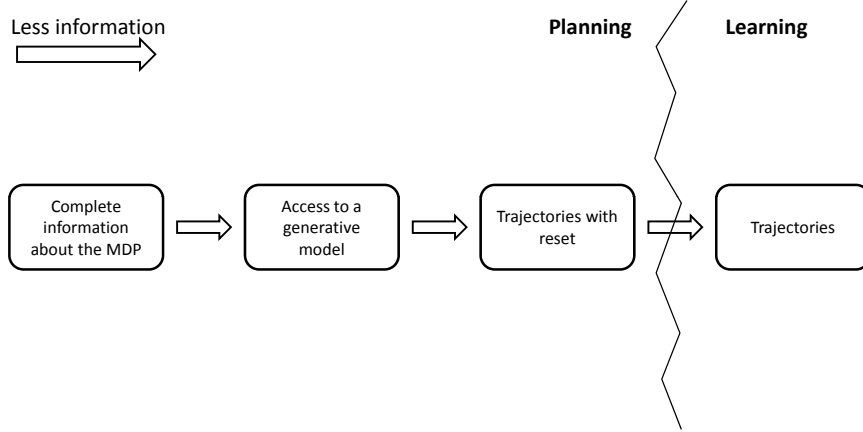 Less information
Planning
Learning
Complete
information
about the MDP
Access to a
generative
model
Trajectories with
reset
Trajectories